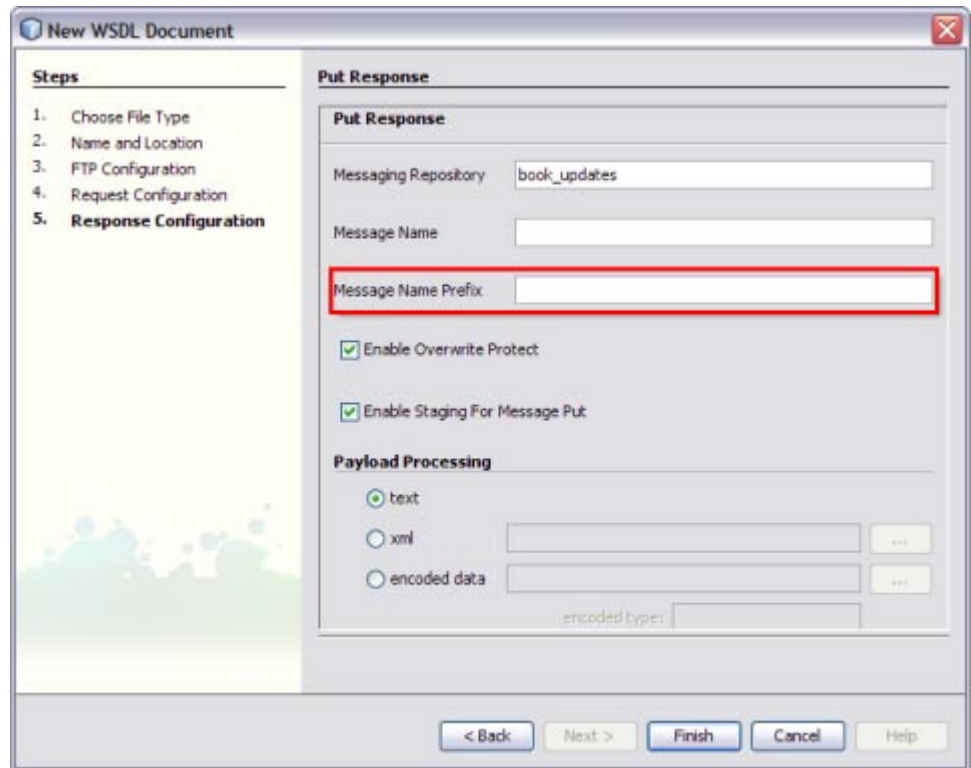 New WSDL Document
Steps
1. Choose File Type
2. Name and Location
3. FTP Configuration
4. Request Configuration
5. Response Configuration
Put Response
Put Response
Messaging Repository book_updates
Message Name
Message Name Prefix
Enable Overwrite Protect
Enable Staging For Message Put
Payload Processing
text
xml ...
encoded data ...
encoded type:
< Back Next > Finish Cancel Help